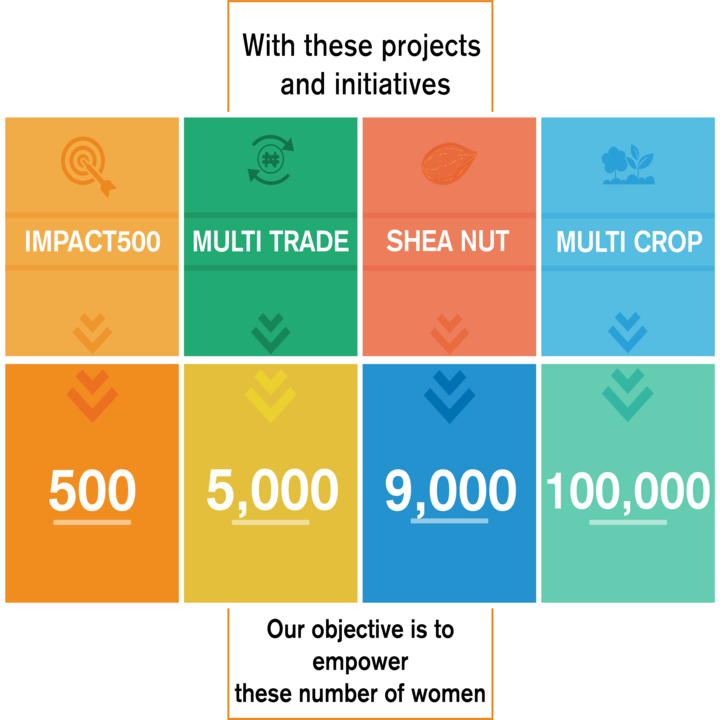 With these projects
and initiatives
IMPACT500
MULTI TRADE
SHEA NUT
MULTI CROP
500
5,000
9,000
100,000
Our objective is to
empower
these number of women